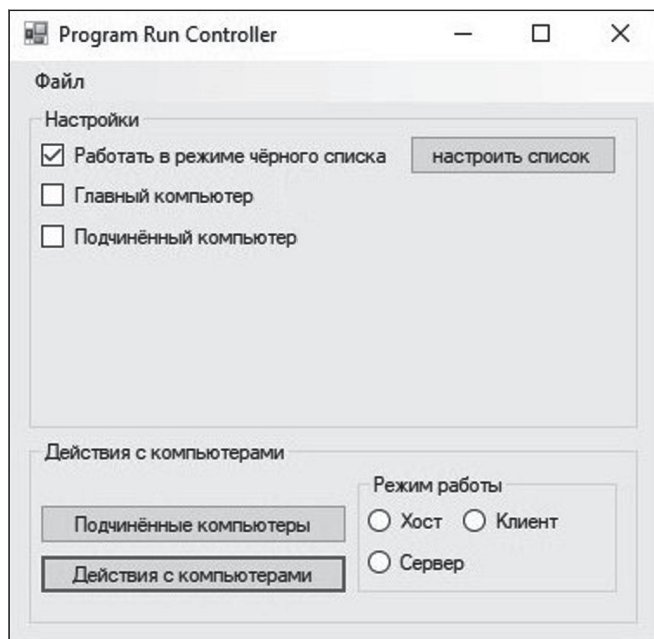 Program Run Controller
Файл
Настройки
Работать в режиме чёрного списка
настроить список
Главный компьютер
Подчинённый компьютер
Действия с компьютерами
Режим работы
Подчинённые компьютеры
Хост
Клиент
Действия с компьютерами
Сервер